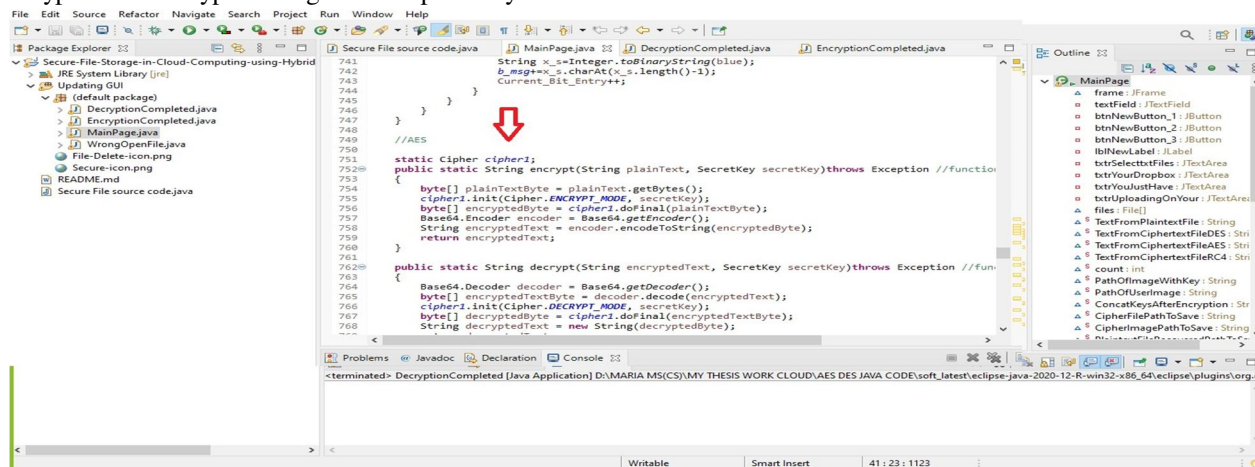 File Edit Source Refactor Navigate Search Project Run Window Help
Package Explorer
Secure-File-Storage-in-Cloud-Computing-using-Hybrid
JRE System Library [jre]
Updating GUI
(default package)
DecryptionCompleted.java
EncryptionCompleted.java
MainPage.java
WrongOpenFile.java
File-Delete-icon.png
Secure-icon.png
README.md
Secure File source code.java
Secure File source code.java MainPage.java DecryptionCompleted.java EncryptionCompleted.java
741 String x_s=Integer.toBinaryString(blue);
742 b_msg+=x_s.charAt(x_s.length()-1);
743 Current_Bit_Entry++;
744 }
745 }
746 }
747 }
748
749 //AES
750
751 static Cipher cipher1;
752 public static String encrypt(String plainText, SecretKey secretKey)throws Exception //function
753 {
754 byte[] plainTextByte = plainText.getBytes();
755 cipher1.init(Cipher.ENCRYPT_MODE, secretKey);
756 byte[] encryptedByte = cipher1.doFinal(plainTextByte);
757 Base64.Encoder encoder = Base64.getEncoder();
758 String encryptedText = encoder.encodeToString(encryptedByte);
759 return encryptedText;
760 }
761
762 public static String decrypt(String encryptedText, SecretKey secretKey)throws Exception //fun
763 {
764 Base64.Decoder decoder = Base64.getDecoder();
765 byte[] encryptedTextByte = decoder.decode(encryptedText);
766 cipher1.init(Cipher.DECRYPT_MODE, secretKey);
767 byte[] decryptedByte = cipher1.doFinal(encryptedTextByte);
768 String decryptedText = new String(decryptedByte);
Outline
MainPage
frame : JFrame
textField : JTextField
btnNewButton_1 : JButton
btnNewButton_2 : JButton
btnNewButton_3 : JButton
lblNewLabel : JLabel
txtrSelecttxtFiles : JTextArea
txtrYourDropbox : JTextArea
txtrYouJustHave : JTextArea
txtrUploadingOnYour : JTextArea
files : File[]
TextFromPlaintextFile : String
TextFromCiphertextFileDES : Stri
TextFromCiphertextFileAES : Stri
TextFromCiphertextFileRC4 : Stri
count : int
PathOfImageWithKey : String
PathOfUserImage : String
ConcatKeysAfterEncryption : Str
CipherFilePathToSave : String
CipherImagePathToSave : String
Problems Javadoc Declaration Console
<terminated> DecryptionCompleted [Java Application] D:\MARIA MS(CS)\MY THESIS WORK CLOUD\AES DES JAVA CODE\soft_latest\eclipse-java-2020-12-R-win32-x86_64\eclipse\plugins\org.
Writable Smart Insert 41 : 23 : 1123